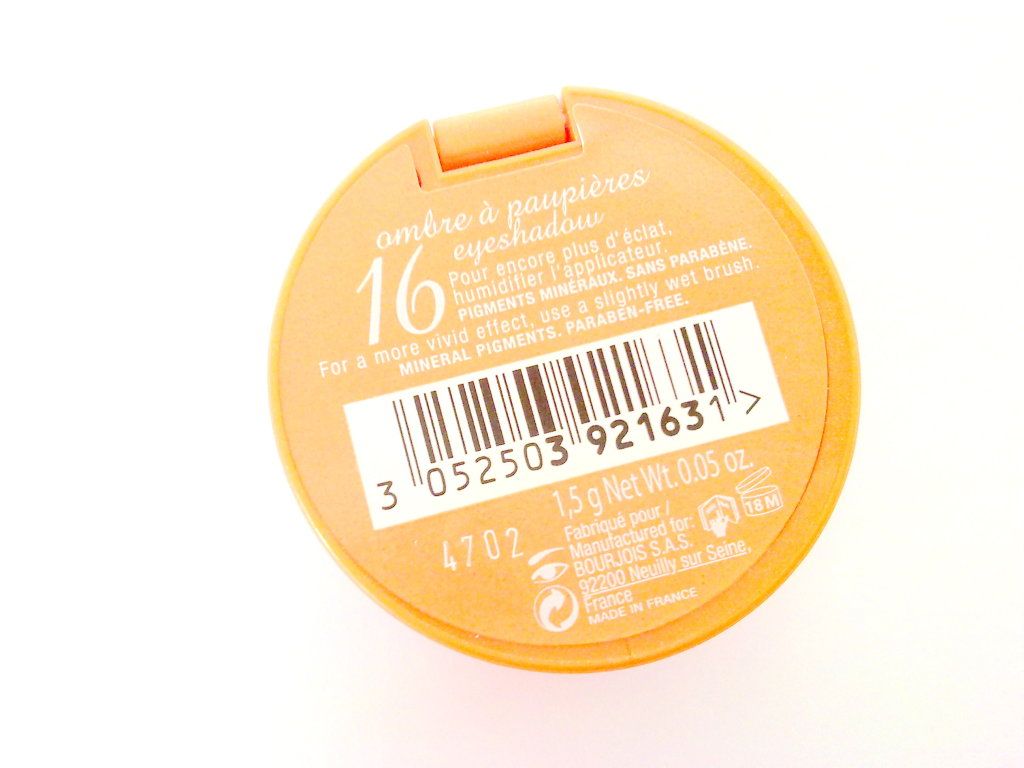 ombre à paupières
eyeshadow
16
Pour encore plus d'éclat,
humidifier l'applicateur.
PIGMENTS MINÉRAUX. SANS PARABÈNE.
For a more vivid effect, use a slightly wet brush.
MINERAL PIGMENTS. PARABEN-FREE.
3 052503 921631 >
1,5 g Net Wt. 0.05 oz.
4702
Fabriqué pour /
Manufactured for:
BOURJOIS S.A.S.
92200 Neuilly sur Seine,
France
MADE IN FRANCE
18 M